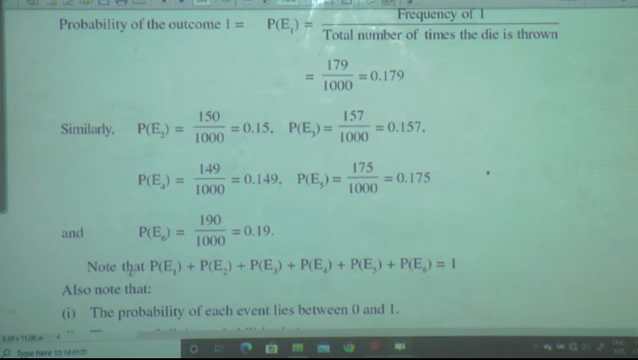 Probability of the outcome 1 = P(E₁) = Frequency of 1 / Total number of times the die is thrown
= 179/1000 = 0.179
Similarly, P(E₂) = 150/1000 = 0.15, P(E₃) = 157/1000 = 0.157,
P(E₄) = 149/1000 = 0.149, P(E₅) = 175/1000 = 0.175
and P(E₆) = 190/1000 = 0.19.
Note that P(E₁) + P(E₂) + P(E₃) + P(E₄) + P(E₅) + P(E₆) = 1
Also note that:
(i) The probability of each event lies between 0 and 1.
Type here to search